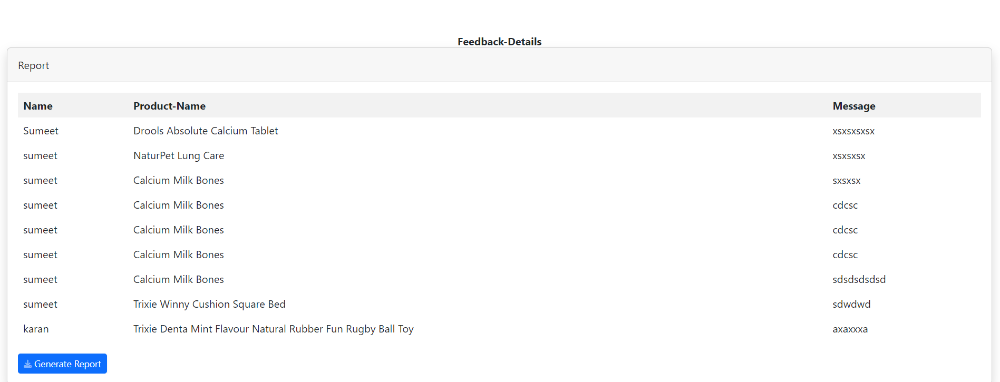 Feedback-Details
Report
Name Product-Name Message
Sumeet Drools Absolute Calcium Tablet xsxsxsxsx
sumeet NaturPet Lung Care xsxsxsx
sumeet Calcium Milk Bones sxsxsx
sumeet Calcium Milk Bones cdcsc
sumeet Calcium Milk Bones cdcsc
sumeet Calcium Milk Bones cdcsc
sumeet Calcium Milk Bones sdsdsdsdsd
sumeet Trixie Winny Cushion Square Bed sdwdwd
karan Trixie Denta Mint Flavour Natural Rubber Fun Rugby Ball Toy axaxxxa
Generate Report